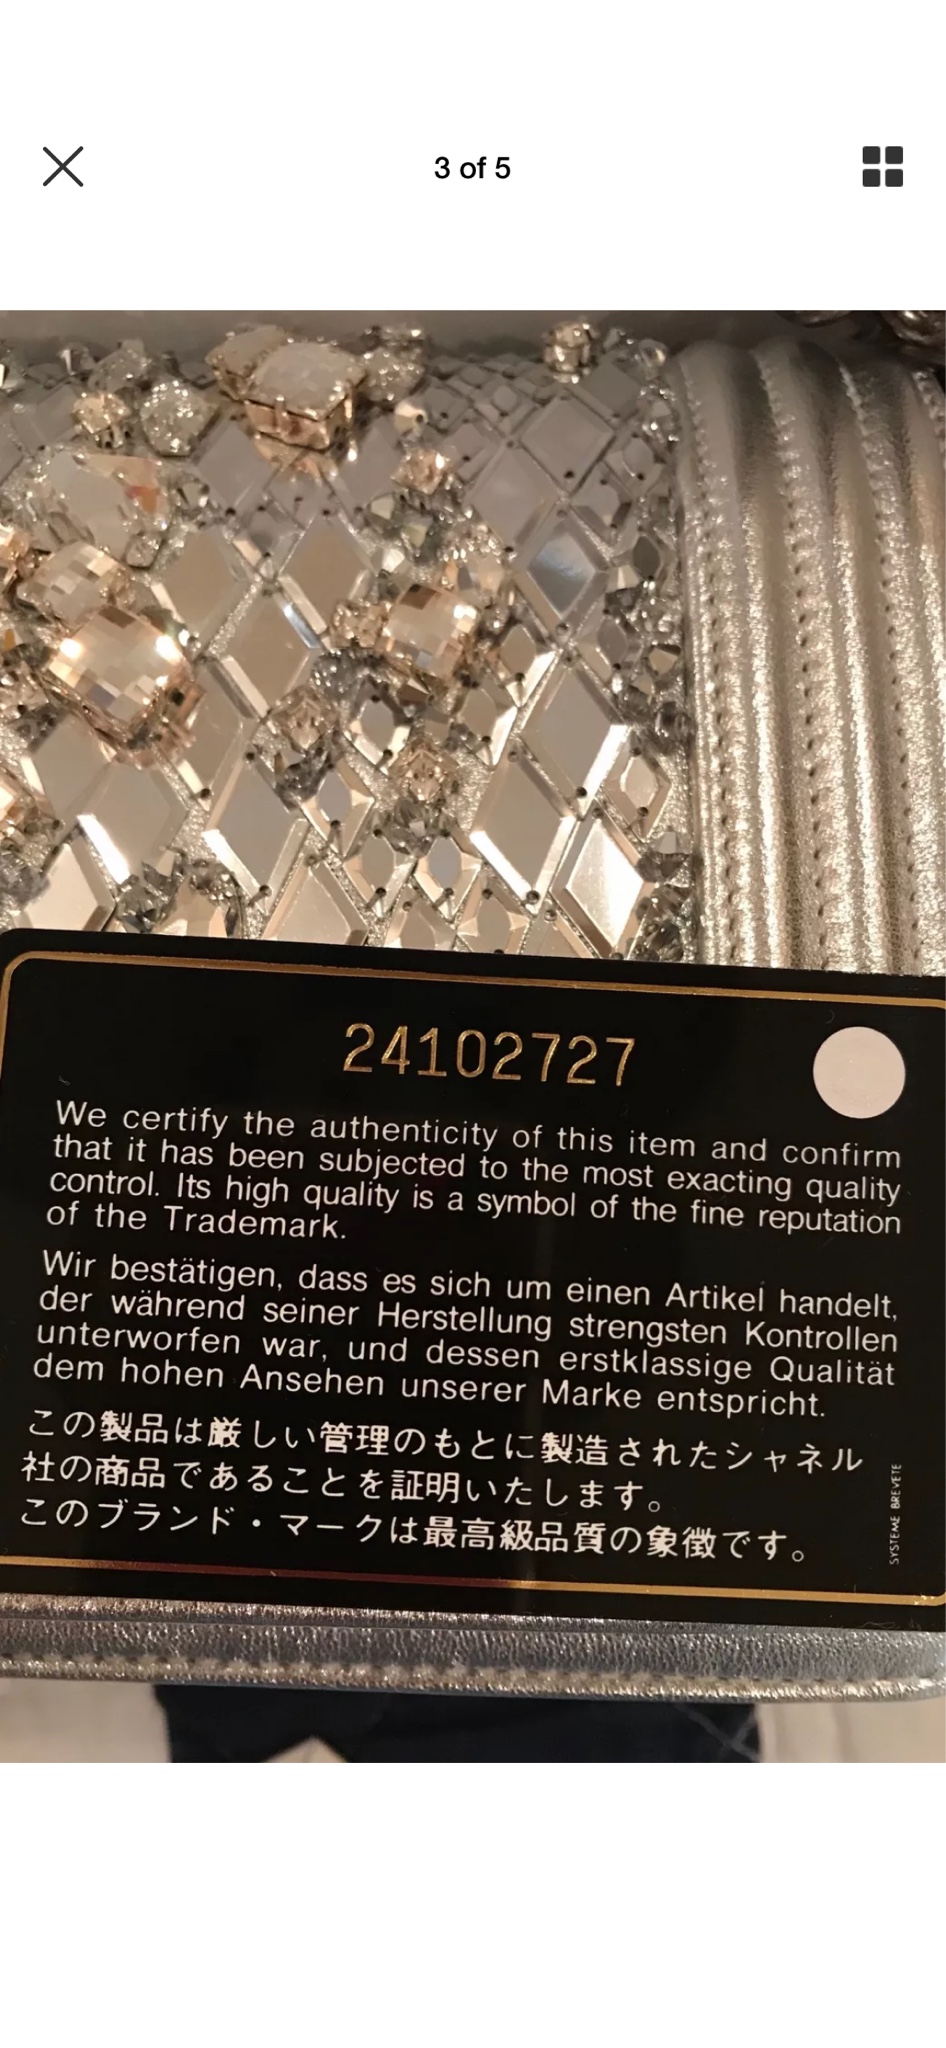 3 of 5
24102727
We certify the authenticity of this item and confirm
that it has been subjected to the most exacting quality
control. Its high quality is a symbol of the fine reputation
of the Trademark.
Wir bestätigen, dass es sich um einen Artikel handelt,
der während seiner Herstellung strengsten Kontrollen
unterworfen war, und dessen erstklassige Qualität
dem hohen Ansehen unserer Marke entspricht.
この製品は厳しい管理のもとに製造されたシャネル
社の商品であることを証明いたします。
このブランド・マークは最高級品質の象徴です。
SYSTEME BREVETE